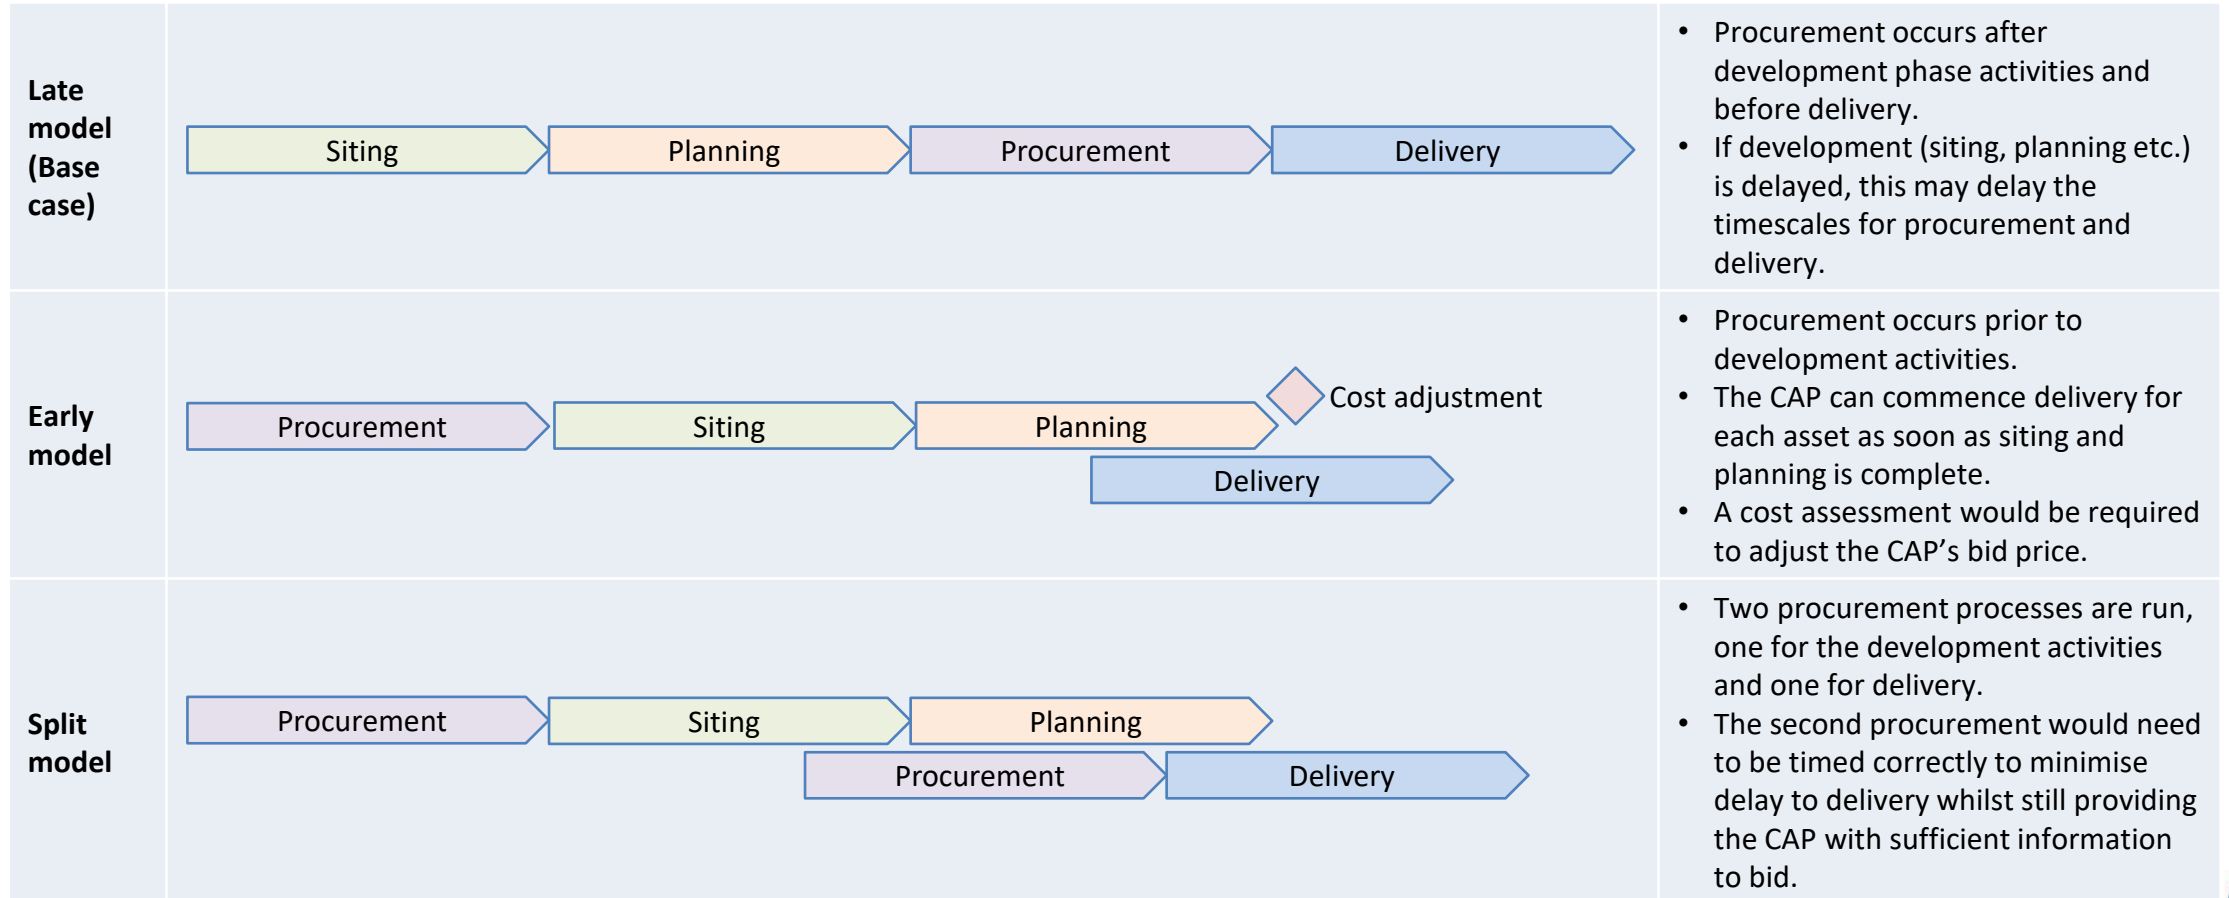 Late
model
(Base
case)
Siting
Planning
Procurement
Delivery
• Procurement occurs after
development phase activities and
before delivery.
• If development (siting, planning etc.)
is delayed, this may delay the
timescales for procurement and
delivery.
Early
model
Procurement
Siting
Planning
Cost adjustment
Delivery
• Procurement occurs prior to
development activities.
• The CAP can commence delivery for
each asset as soon as siting and
planning is complete.
• A cost assessment would be required
to adjust the CAP’s bid price.
Split
model
Procurement
Siting
Planning
Procurement
Delivery
• Two procurement processes are run,
one for the development activities
and one for delivery.
• The second procurement would need
to be timed correctly to minimise
delay to delivery whilst still providing
the CAP with sufficient information
to bid.